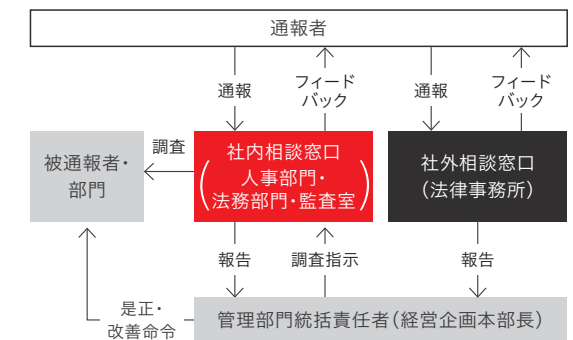 通報者
通報
フィード
バック
通報
フィード
バック
被通報者・
部門
調査
社内相談窓口
(人事部門・
法務部門・監査室)
社外相談窓口
(法律事務所)
報告
調査指示
報告
是正・
改善命令
管理部門統括責任者(経営企画本部長)